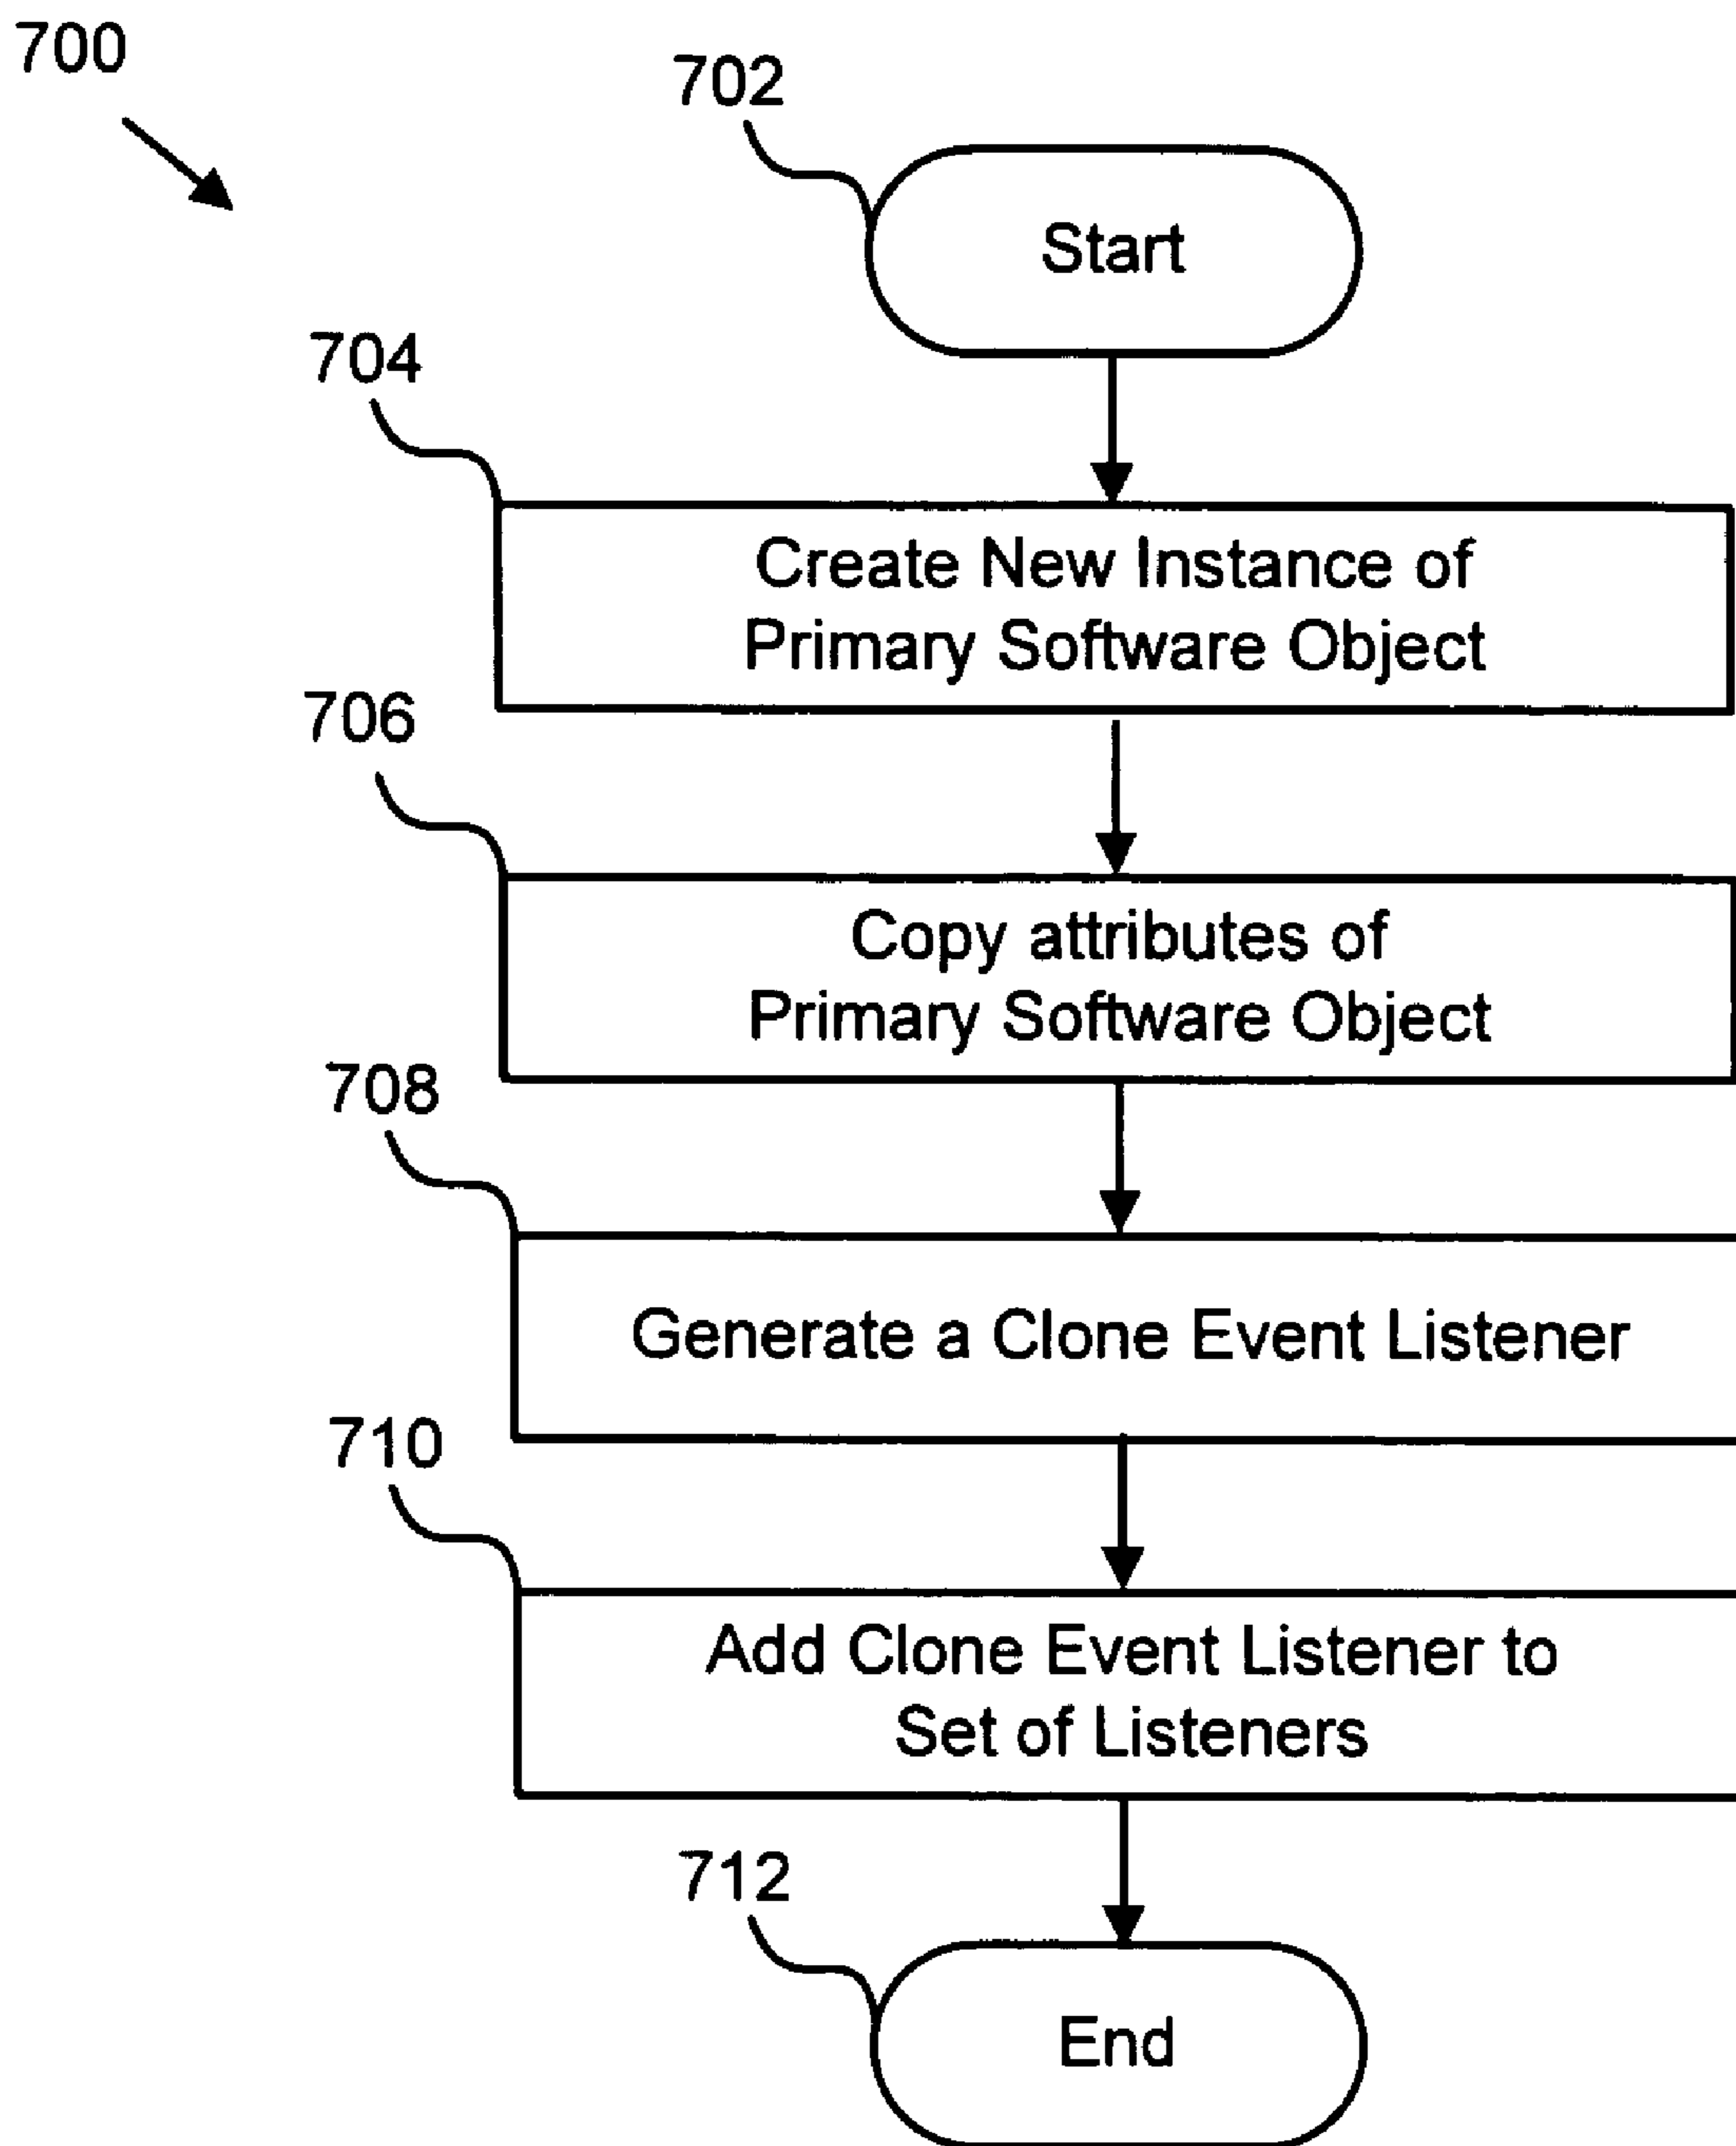 700
702
Start
704
Create New Instance of
Primary Software Object
706
Copy attributes of
Primary Software Object
708
Generate a Clone Event Listener
710
Add Clone Event Listener to
Set of Listeners
712
End